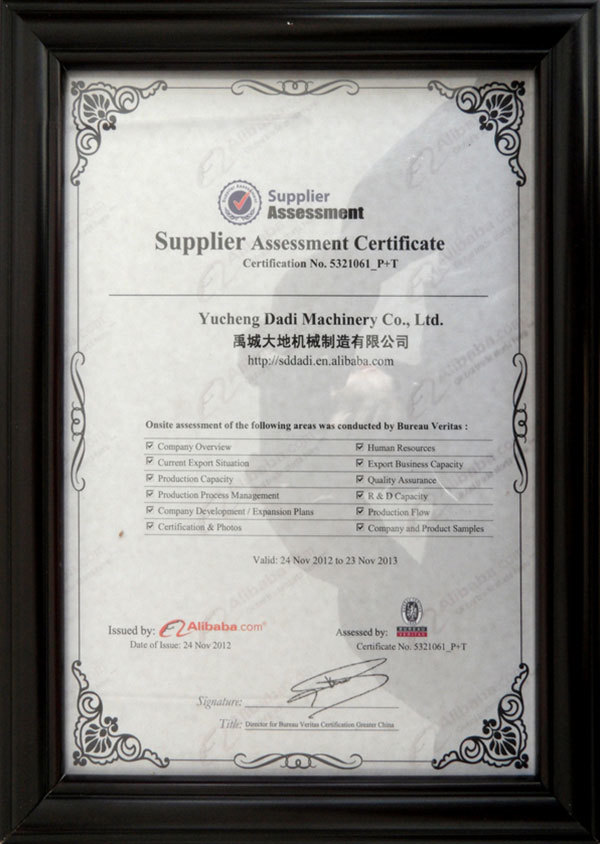 Supplier Assessment
Supplier
Assessment
Supplier Assessment Certificate
Certification No. 5321061_P+T
Yucheng Dadi Machinery Co., Ltd.
禹城大地机械制造有限公司
http://sddadi.en.alibaba.com
Onsite assessment of the following areas was conducted by Bureau Veritas :
Company Overview Human Resources
Current Export Situation Export Business Capacity
Production Capacity Quality Assurance
Production Process Management R & D Capacity
Company Development / Expansion Plans Production Flow
Certification & Photos Company and Product Samples
Valid: 24 Nov 2012 to 23 Nov 2013
Issued by: Alibaba.com® Assessed by: BUREAU VERITAS
Date of Issue: 24 Nov 2012 Certificate No. 5321061_P+T
Signature:
Title: Director for Bureau Veritas Certification Greater China